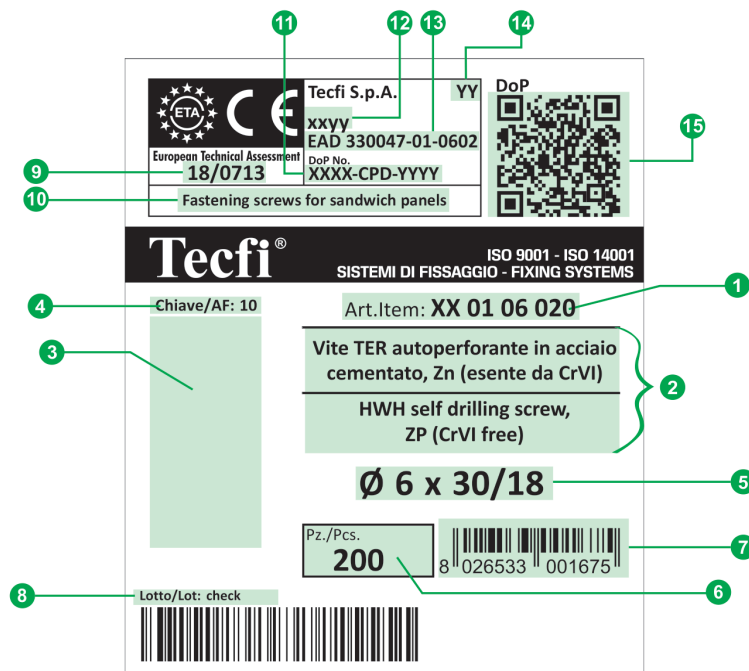 11
12
13
14
ETA
CE
Tecfi S.p.A.
YY
DoP
xxyy
EAD 330047-01-0602
15
European Technical Assessment
DoP No.
9
18/0713
XXXX-CPD-YYYY
10
Fastening screws for sandwich panels
Tecfi®
ISO 9001 - ISO 14001
SISTEMI DI FISSAGGIO - FIXING SYSTEMS
4
Chiave/AF: 10
Art.Item: XX 01 06 020
1
3
Vite TER autoperforante in acciaio
cementato, Zn (esente da CrVI)
2
HWH self drilling screw,
ZP (CrVI free)
Ø 6 x 30/18
5
Pz./Pcs.
200
8 026533 001675
7
6
8
Lotto/Lot: check